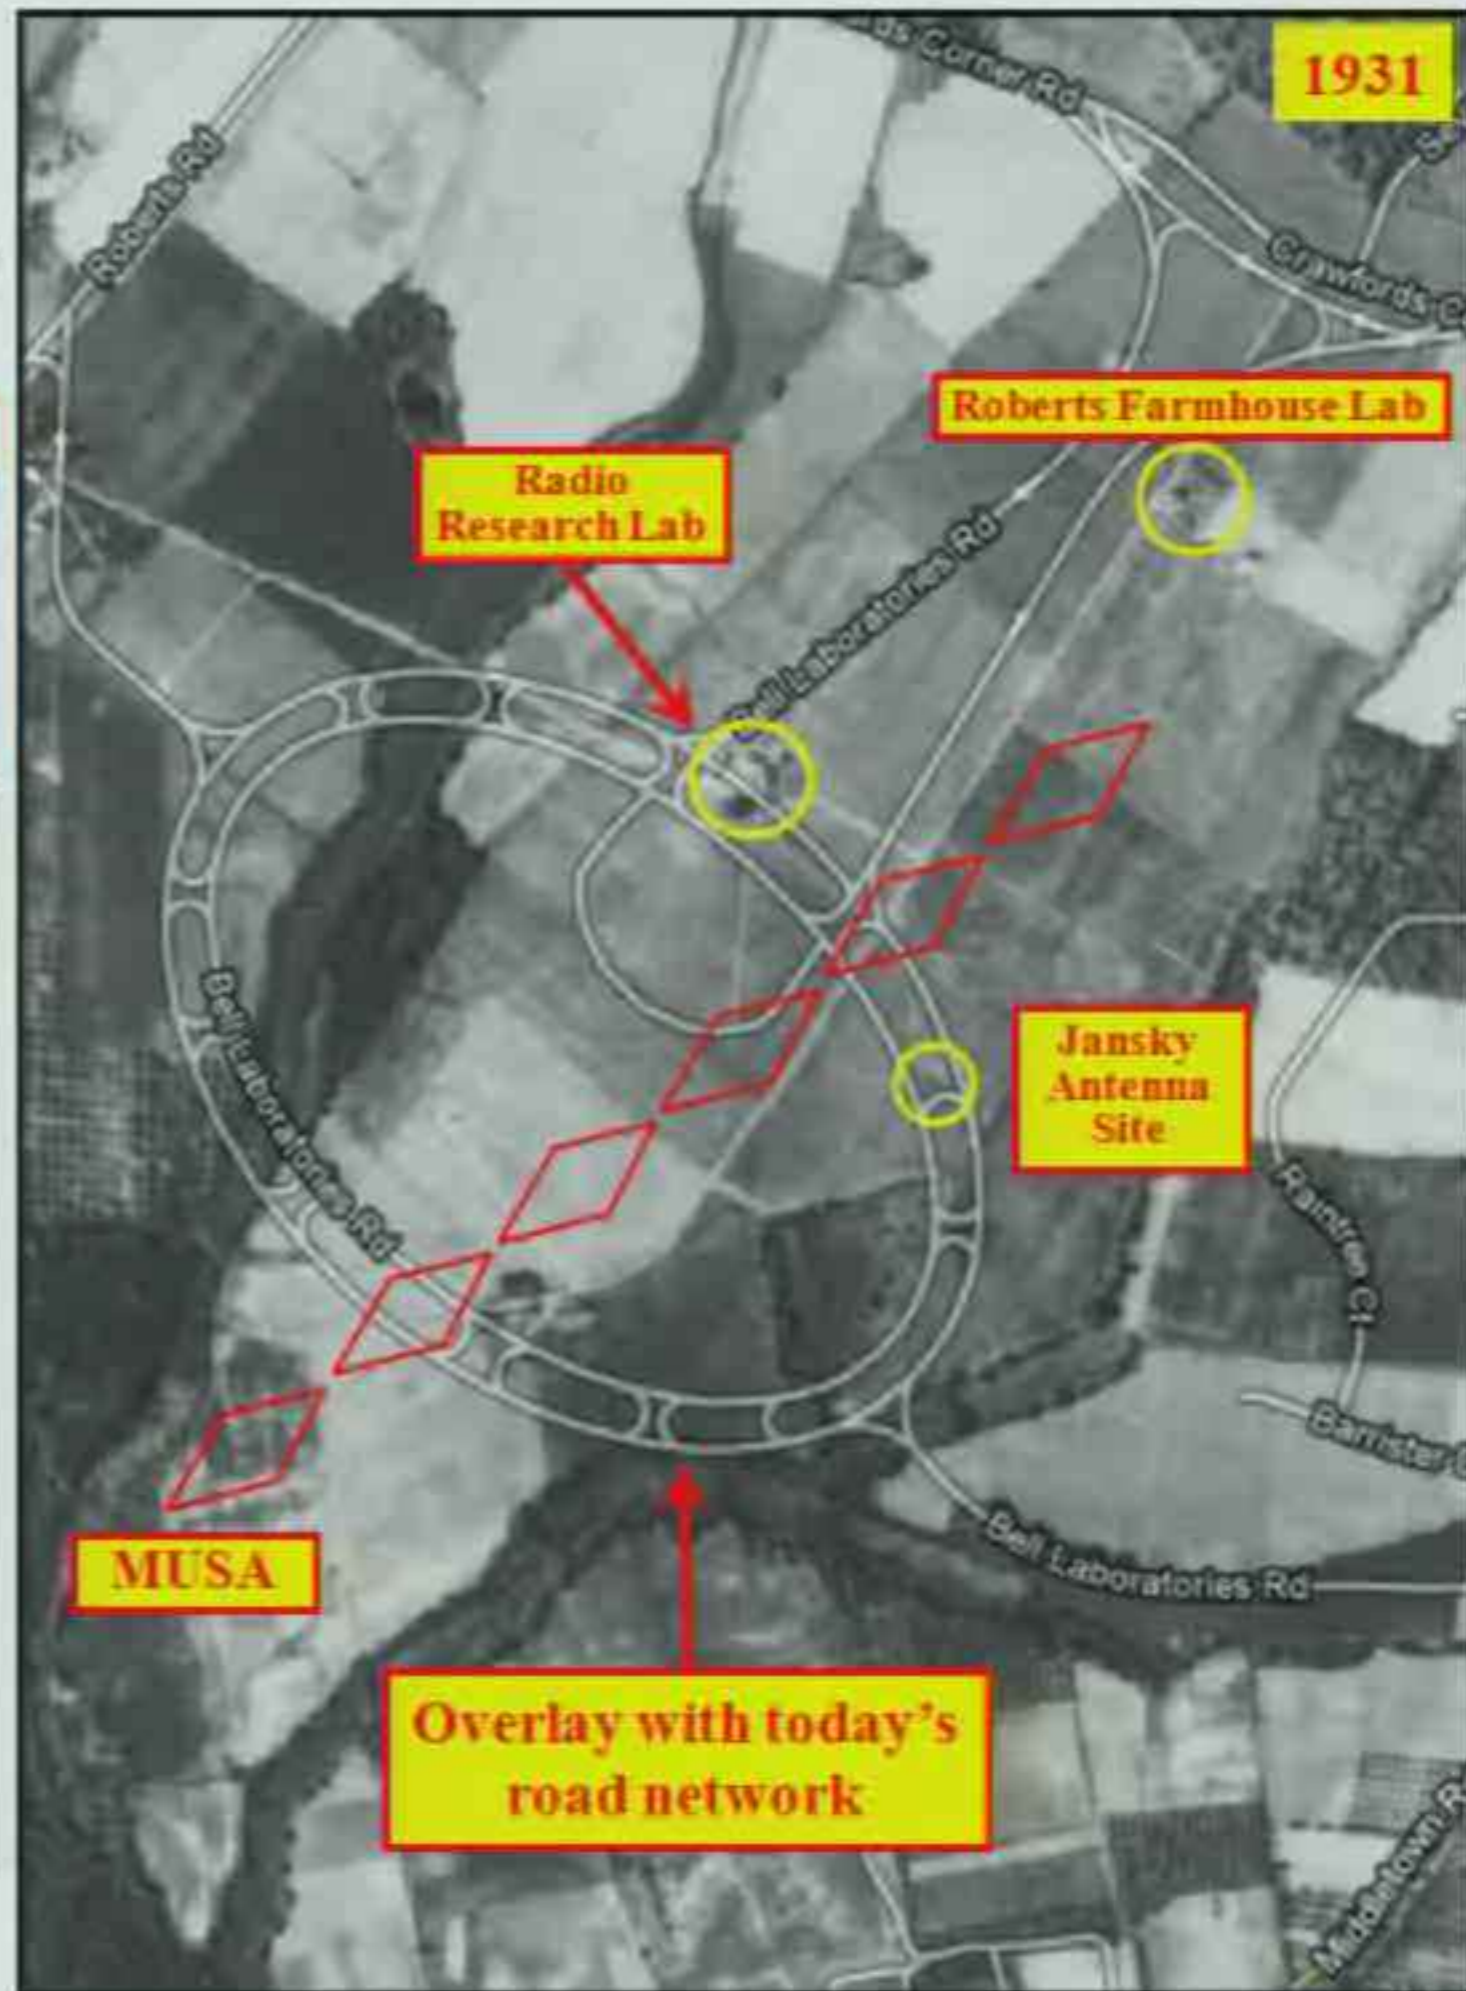 1931
Corner Rd
Roberts Rd
Crawfords
Roberts Farmhouse Lab
Radio
Research Lab
Bell Laboratories Rd
Jansky
Antenna
Site
Bell Laboratories Rd
Raintree Ct
Barrister
MUSA
Bell Laboratories Rd
Overlay with today's
road network
Middletown